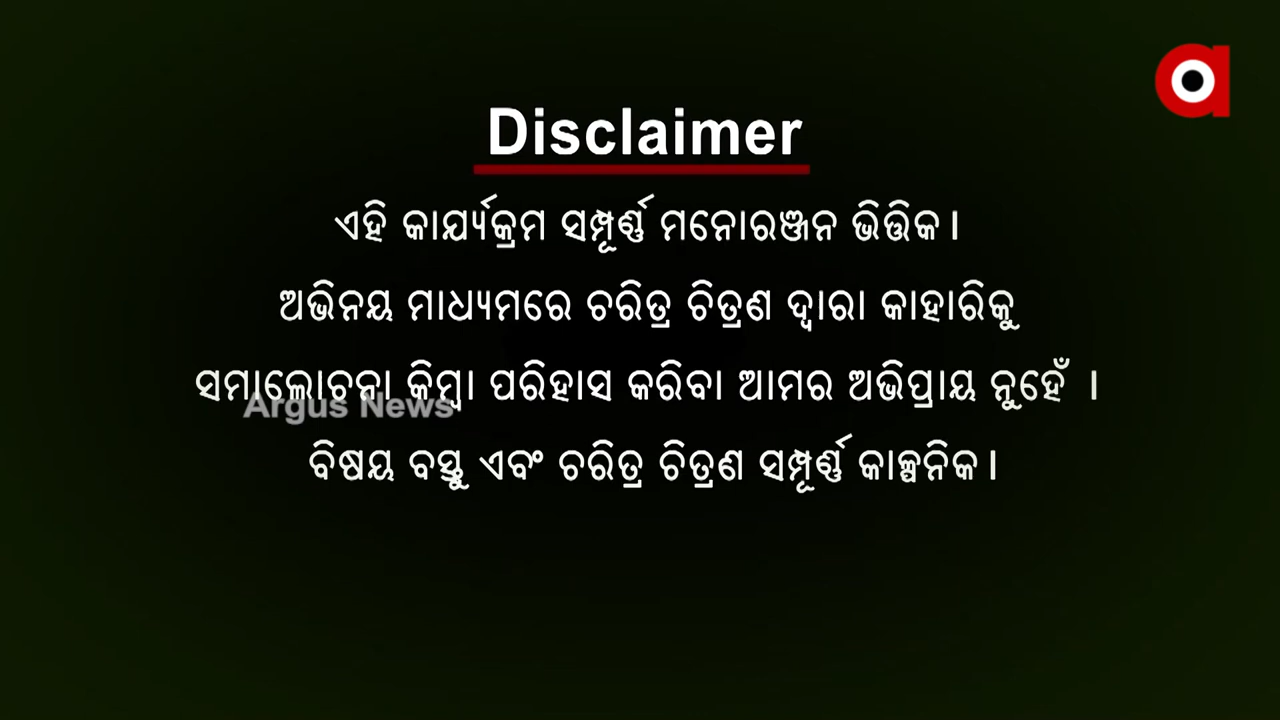 Disclaimer
ଏହି କାର୍ଯ୍ୟକ୍ରମ ସମ୍ପୂର୍ଣ୍ଣ ମନୋରଞ୍ଜନ ଭିତ୍ତିକ।
ଅଭିନୟ ମାଧ୍ୟମରେ ଚରିତ୍ର ଚିତ୍ରଣ ଦ୍ୱାରା କାହାରିକୁ
ସମାଲୋଚନା କିମ୍ବା ପରିହାସ କରିବା ଆମର ଅଭିପ୍ରାୟ ନୁହେଁ ।
Argus News
ବିଷୟ ବସ୍ତୁ ଏବଂ ଚରିତ୍ର ଚିତ୍ରଣ ସମ୍ପୂର୍ଣ୍ଣ କାଳ୍ପନିକ।